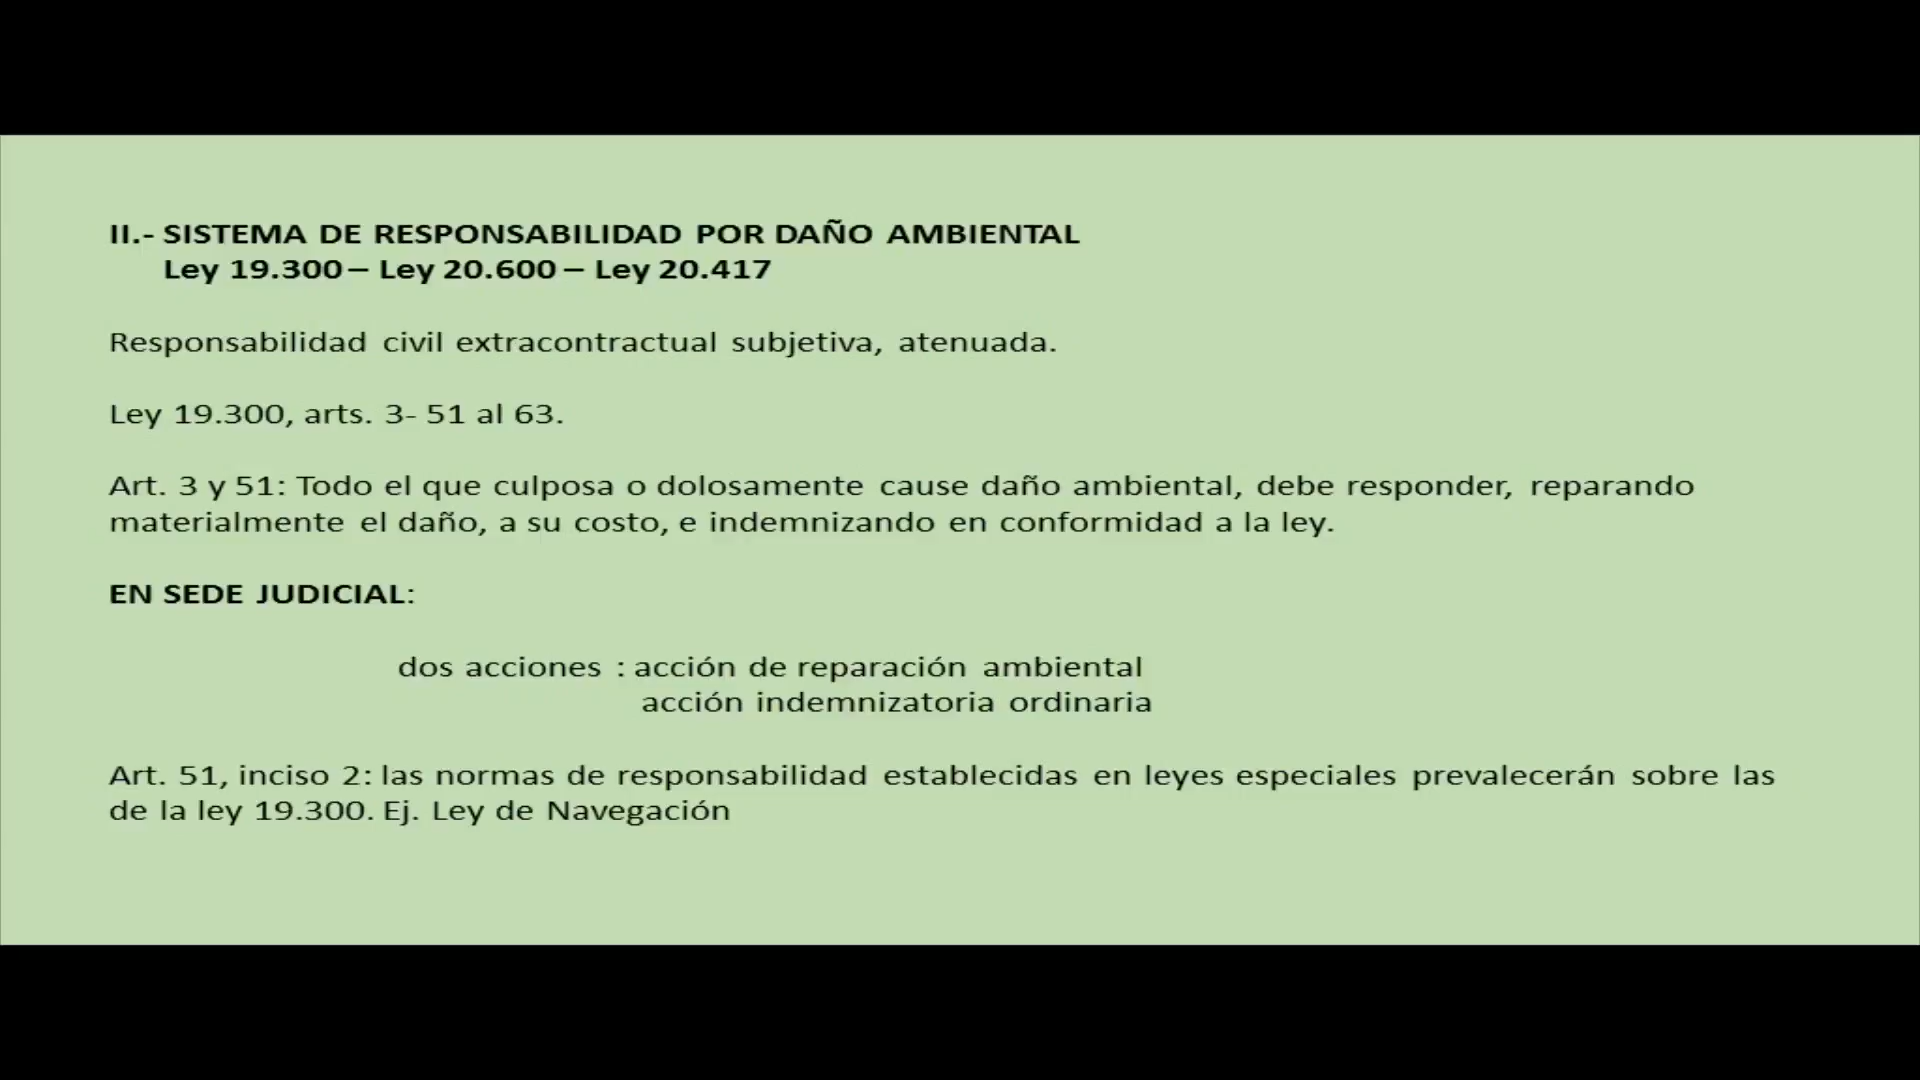 II.- SISTEMA DE RESPONSABILIDAD POR DAÑO AMBIENTAL
Ley 19.300 – Ley 20.600 – Ley 20.417
Responsabilidad civil extracontractual subjetiva, atenuada.
Ley 19.300, arts. 3- 51 al 63.
Art. 3 y 51: Todo el que culposa o dolosamente cause daño ambiental, debe responder, reparando
materialmente el daño, a su costo, e indemnizando en conformidad a la ley.
EN SEDE JUDICIAL:
dos acciones : acción de reparación ambiental
acción indemnizatoria ordinaria
Art. 51, inciso 2: las normas de responsabilidad establecidas en leyes especiales prevalecerán sobre las
de la ley 19.300. Ej. Ley de Navegación